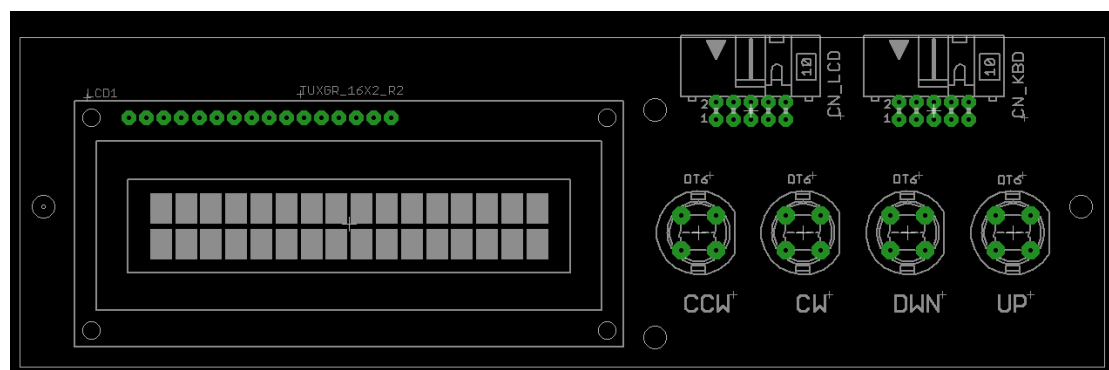 LCD1
TUXGR_16X2_R2
10
CN_LCD
2
1
10
CN_KBD
2
1
DT6
DT6
DT6
DT6
CCW
CW
DWN
UP